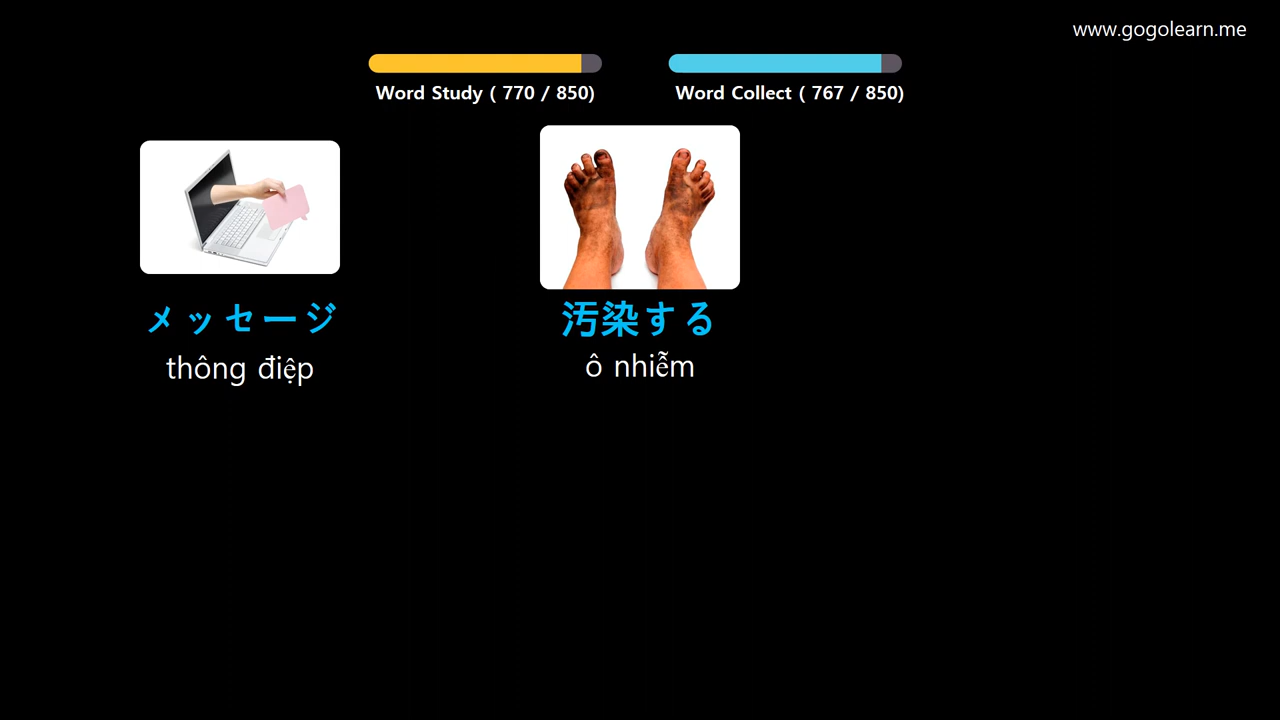 www.gogolearn.me
Word Study ( 770 / 850)
Word Collect ( 767 / 850)
メッセージ
thông điệp
汚染する
ô nhiễm